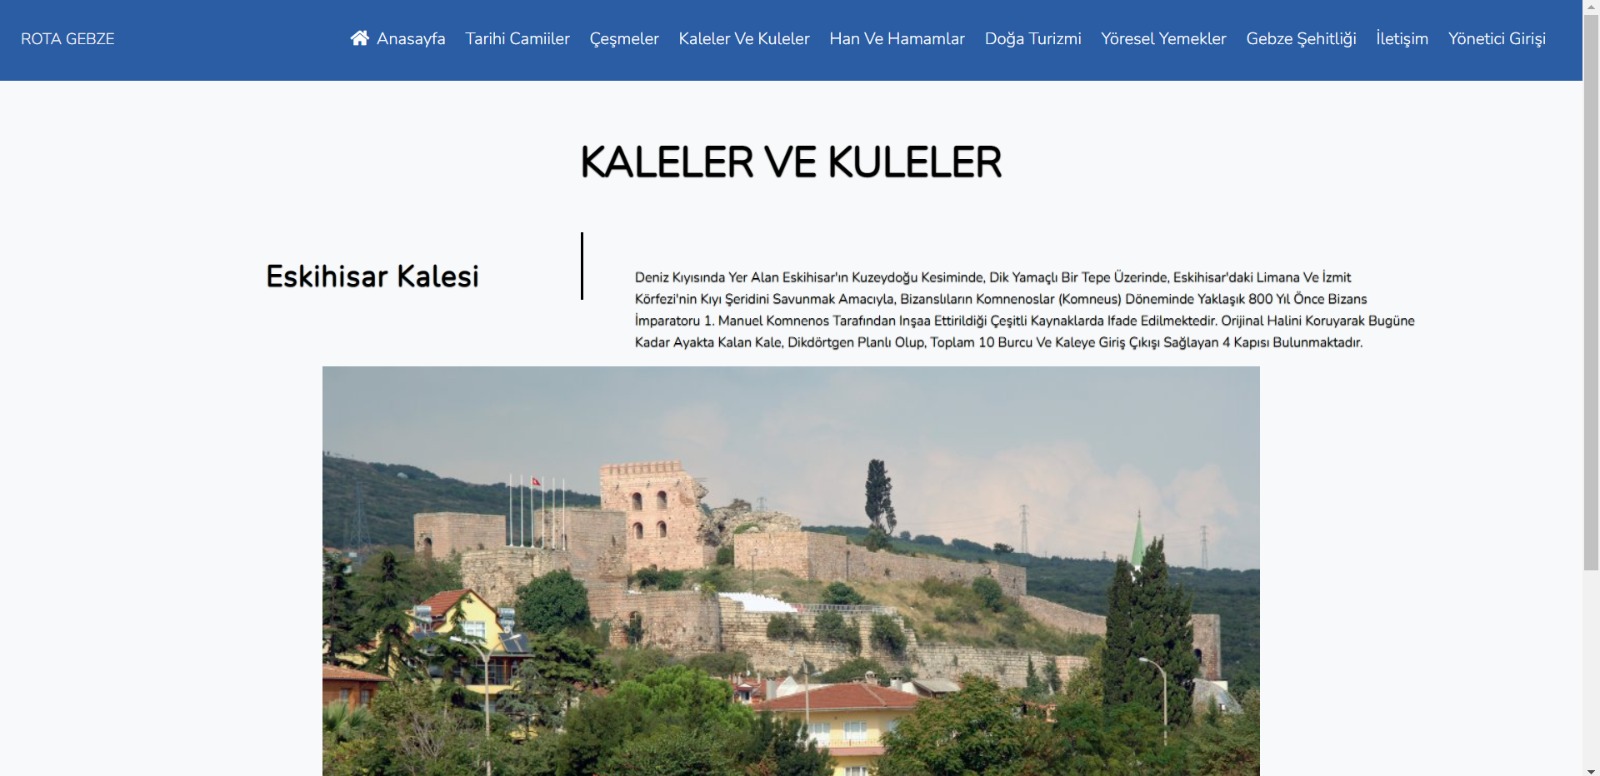 ROTA GEBZE
Anasayfa
Tarihi Camiiler
Çeşmeler
Kaleler Ve Kuleler
Han Ve Hamamlar
Doğa Turizmi
Yöresel Yemekler
Gebze Şehitliği
İletişim
Yönetici Girişi
KALELER VE KULELER
Eskihisar Kalesi
Deniz Kıyısında Yer Alan Eskihisar'ın Kuzeydoğu Kesiminde, Dik Yamaçlı Bir Tepe Üzerinde, Eskihisar'daki Limana Ve İzmit
Körfezi'nin Kıyı Şeridini Savunmak Amacıyla, Bizanslıların Komnenoslar (Komneus) Döneminde Yaklaşık 800 Yıl Önce Bizans
İmparatoru 1. Manuel Komnenos Tarafından Inşaa Ettirildiği Çeşitli Kaynaklarda Ifade Edilmektedir. Orijinal Halini Koruyarak Bugüne
Kadar Ayakta Kalan Kale, Dikdörtgen Planlı Olup, Toplam 10 Burcu Ve Kaleye Giriş Çıkışı Sağlayan 4 Kapısı Bulunmaktadır.